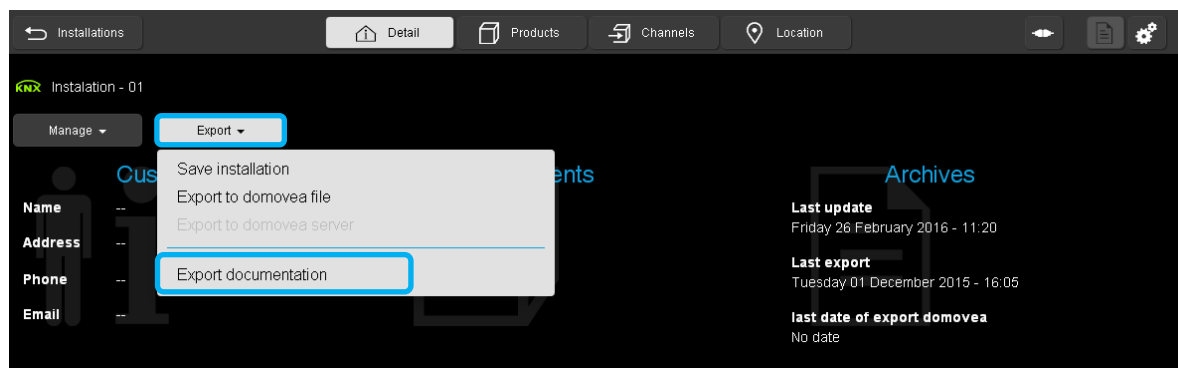 Installations
Detail
Products
Channels
Location
KNX Instalation - 01
Manage
Export
Save installation
Export to domovea file
Export to domovea server
Export documentation
Cus
ents
Archives
Name --
Address --
Phone --
Email --
Last update
Friday 26 February 2016 - 11:20
Last export
Tuesday 01 December 2015 - 16:05
last date of export domovea
No date